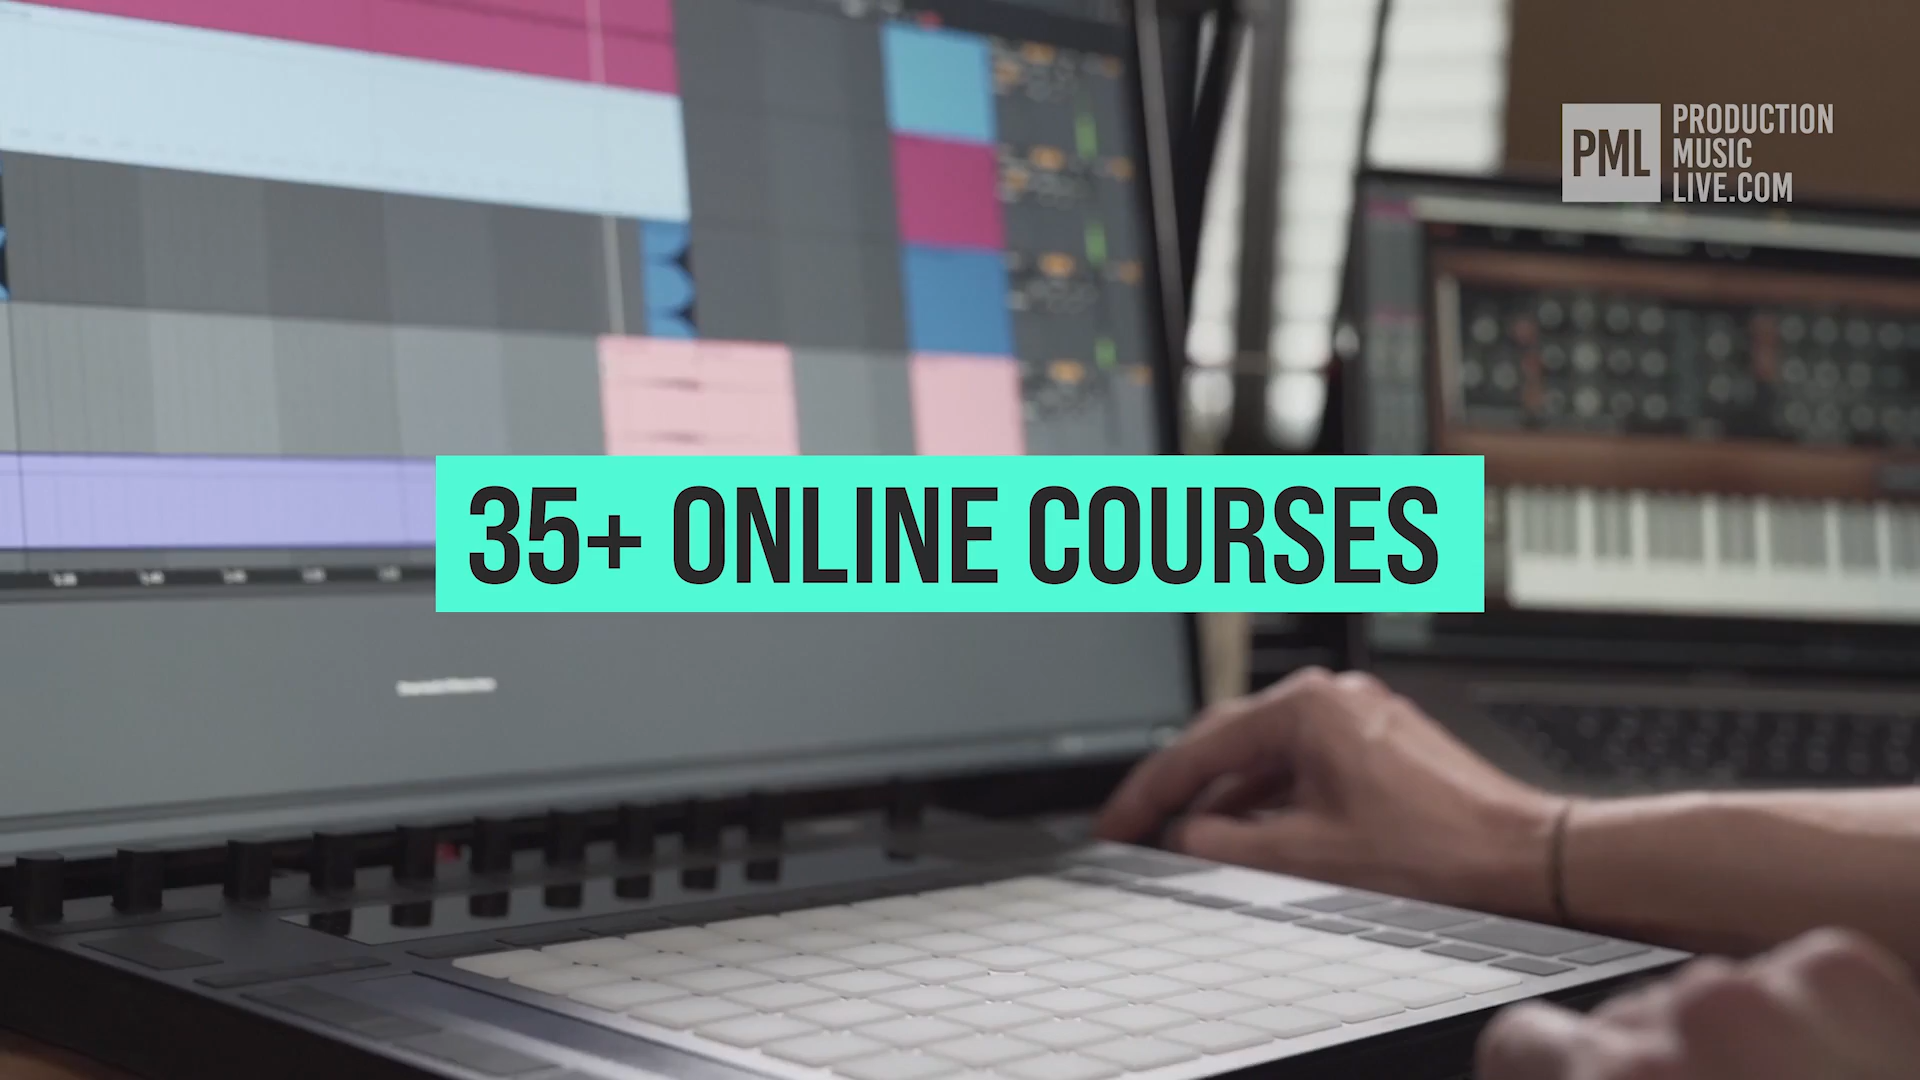 PML
PRODUCTION
MUSIC
LIVE.COM
35+ ONLINE COURSES